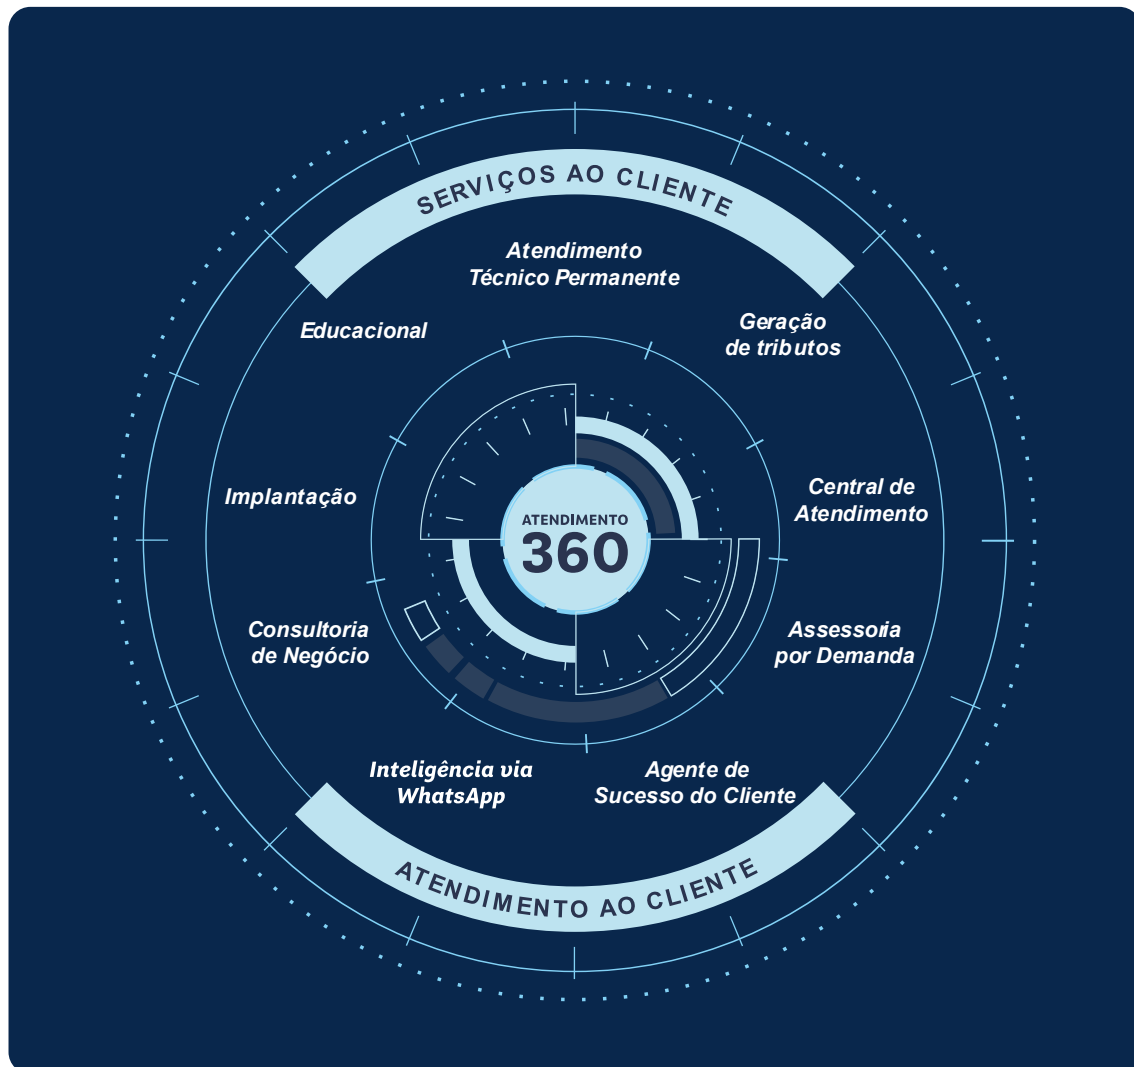 SERVIÇOS AO CLIENTE
Atendimento
Técnico Permanente
Educacional
Geração
de tributos
Implantação
Central de
Atendimento
ATENDIMENTO
360
Consultoria
de Negócio
Assessoria
por Demanda
Inteligência via
WhatsApp
Agente de
Sucesso do Cliente
ATENDIMENTO AO CLIENTE